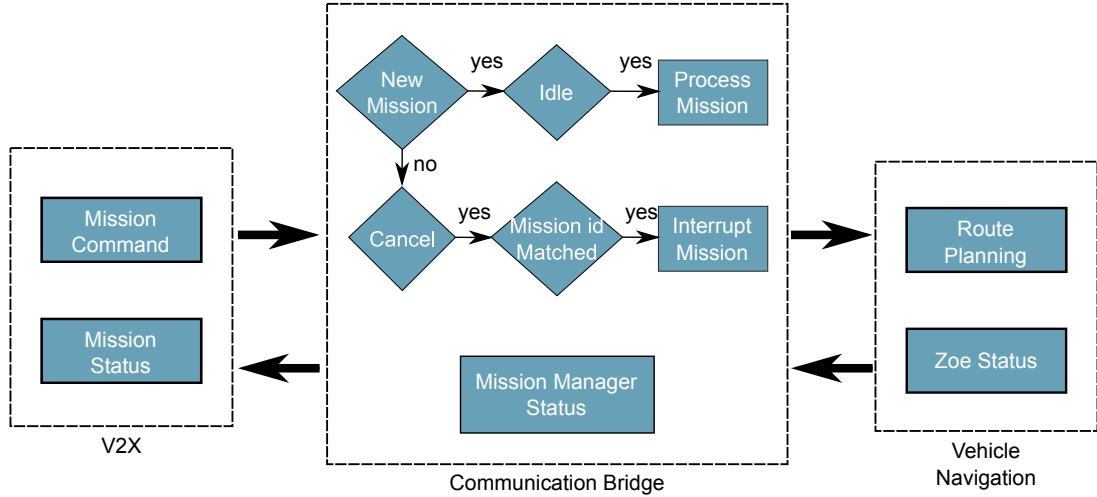 yes
yes
New
Mission
Idle
Process
Mission
no
Mission
Command
Cancel
yes
Mission id
Matched
yes
Interrupt
Mission
Route
Planning
Mission
Status
Mission Manager
Status
Zoe Status
V2X
Communication Bridge
Vehicle
Navigation